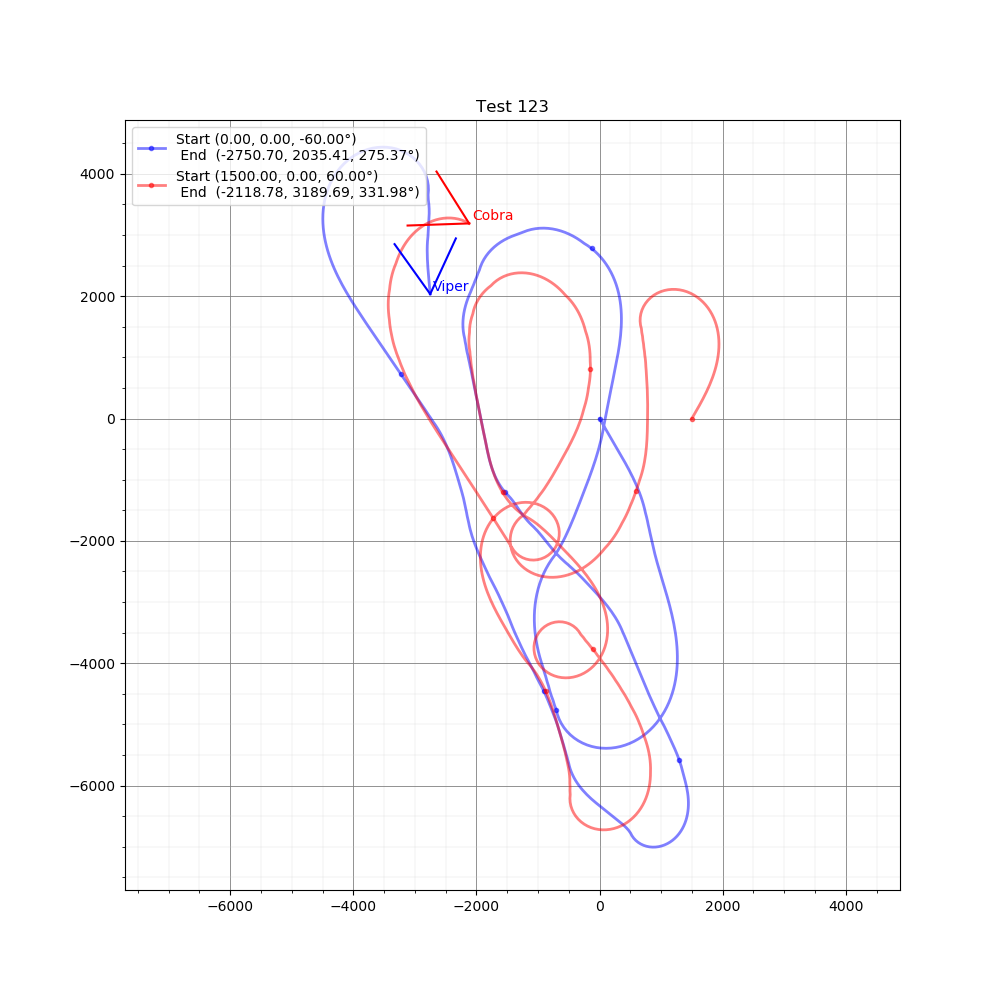 Test 123
Start (0.00, 0.00, -60.00°)
End (-2750.70, 2035.41, 275.37°)
Start (1500.00, 0.00, 60.00°)
End (-2118.78, 3189.69, 331.98°)
Cobra
Viper
4000
2000
0
−2000
−4000
−6000
−6000
−4000
−2000
0
2000
4000